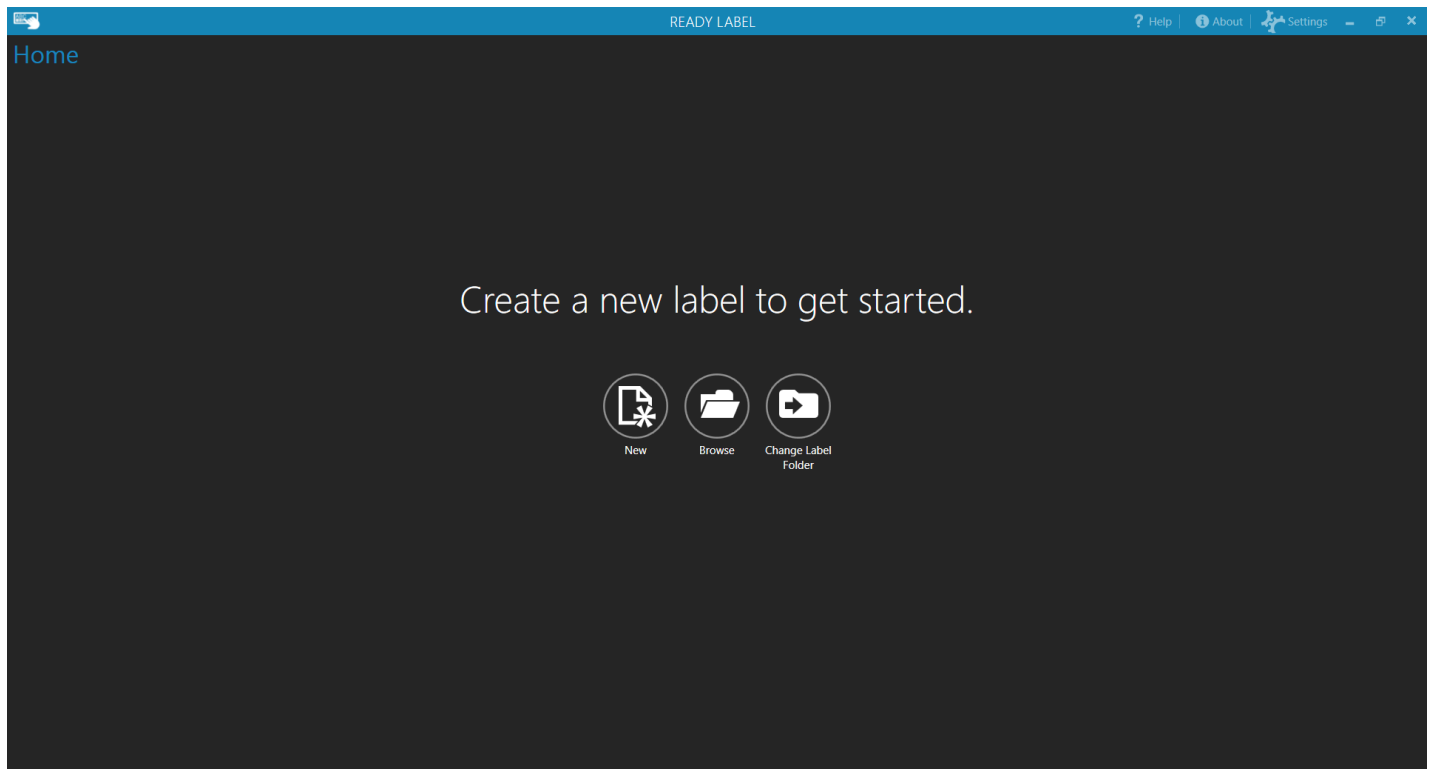 READY LABEL
? Help
About
Settings
Home
Create a new label to get started.
New
Browse
Change Label
Folder